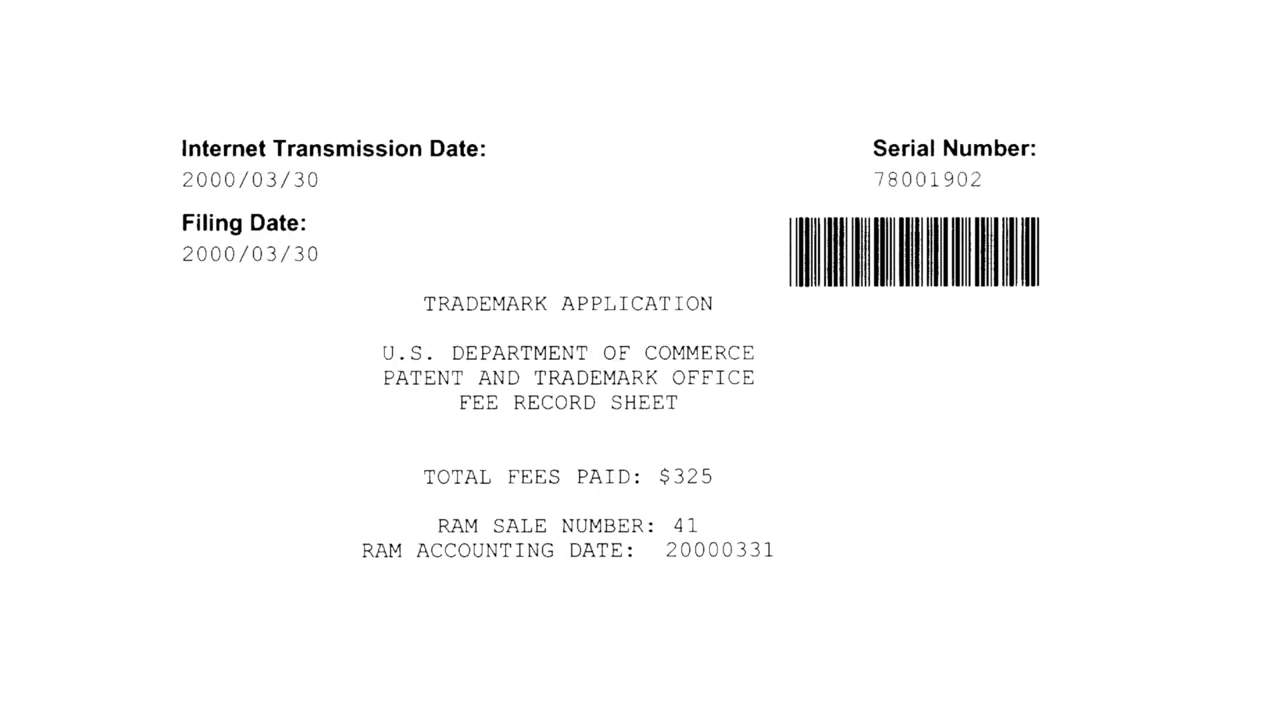 Internet Transmission Date:
2000/03/30
Serial Number:
78001902
Filing Date:
2000/03/30
TRADEMARK APPLICATION
U.S. DEPARTMENT OF COMMERCE
PATENT AND TRADEMARK OFFICE
FEE RECORD SHEET
TOTAL FEES PAID: $325
RAM SALE NUMBER: 41
RAM ACCOUNTING DATE: 20000331